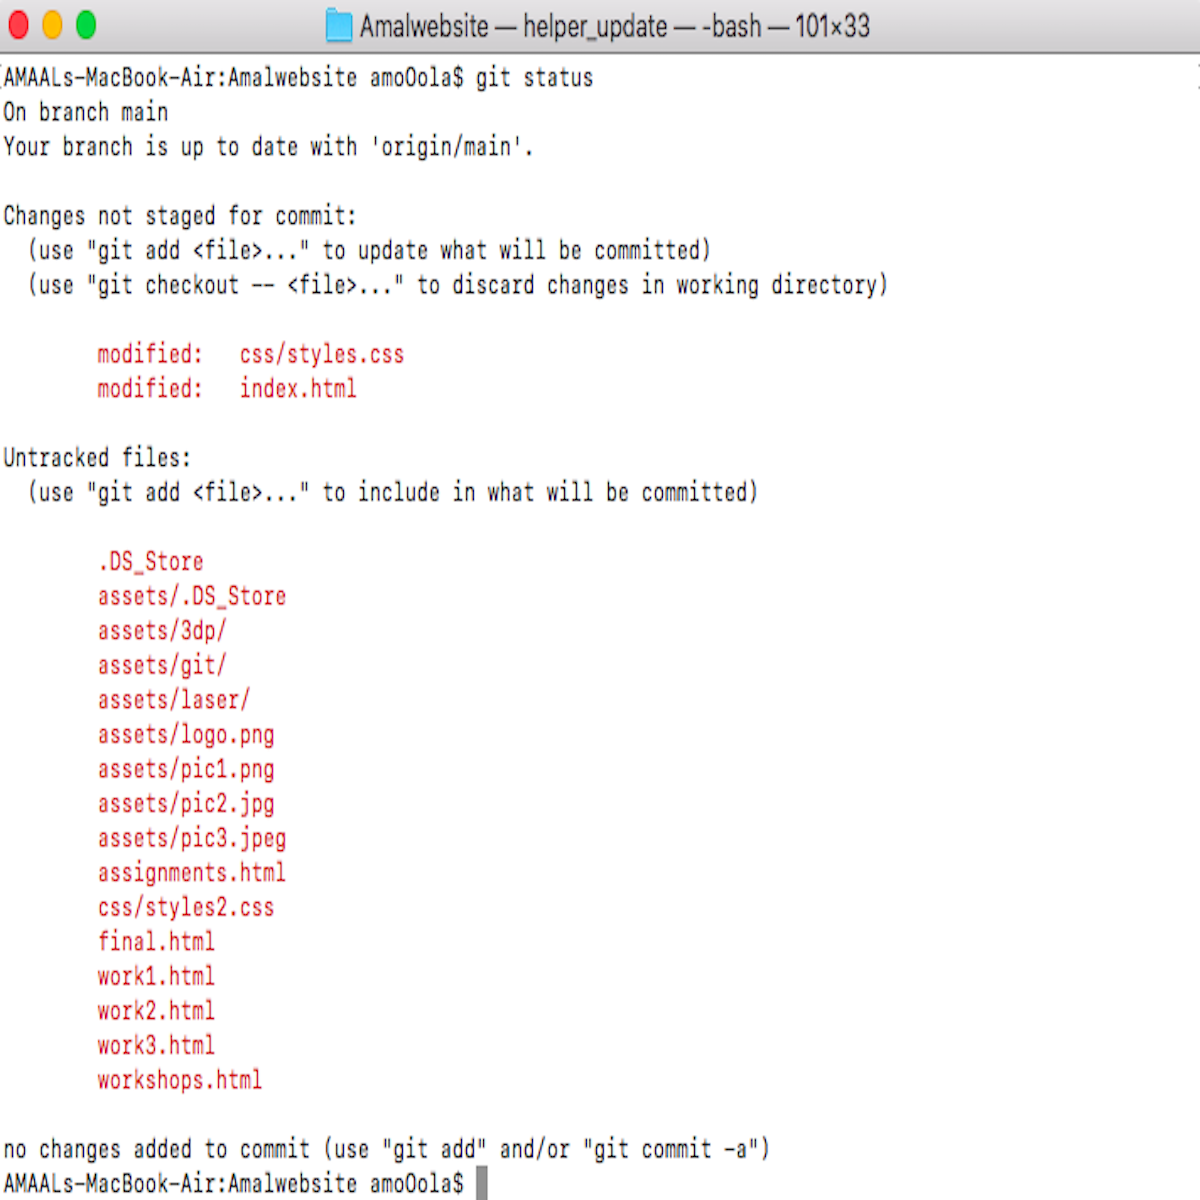 Amalwebsite — helper_update — -bash — 101×33
AMAALs-MacBook-Air:Amalwebsite amoOola$ git status
On branch main
Your branch is up to date with 'origin/main'.
Changes not staged for commit:
(use "git add <file>..." to update what will be committed)
(use "git checkout -- <file>..." to discard changes in working directory)
modified: css/styles.css
modified: index.html
Untracked files:
(use "git add <file>..." to include in what will be committed)
.DS_Store
assets/.DS_Store
assets/3dp/
assets/git/
assets/laser/
assets/logo.png
assets/pic1.png
assets/pic2.jpg
assets/pic3.jpeg
assignments.html
css/styles2.css
final.html
work1.html
work2.html
work3.html
workshops.html
no changes added to commit (use "git add" and/or "git commit -a")
AMAALs-MacBook-Air:Amalwebsite amoOola$